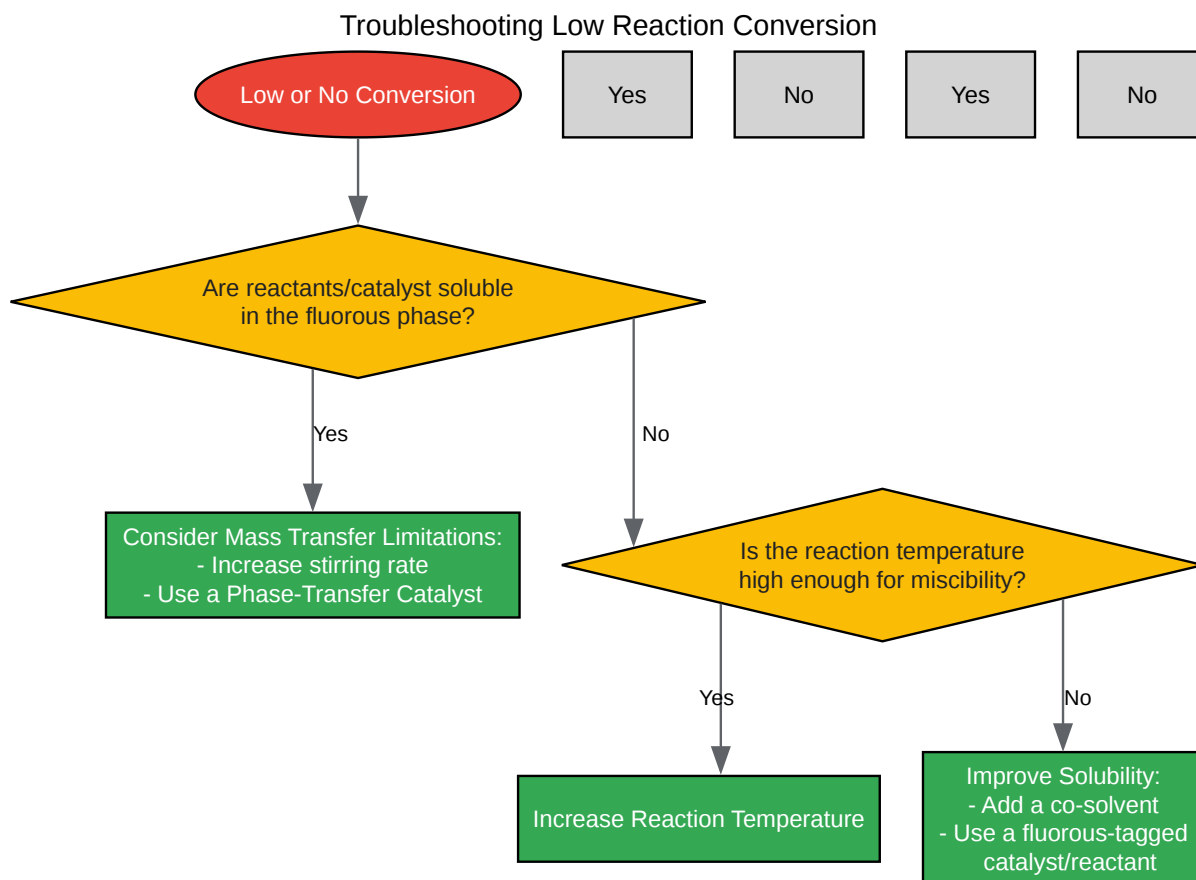 Troubleshooting Low Reaction Conversion
Low or No Conversion
Yes
No
Yes
No
Are reactants/catalyst soluble
in the fluorous phase?
Yes
No
Consider Mass Transfer Limitations:
- Increase stirring rate
- Use a Phase-Transfer Catalyst
Is the reaction temperature
high enough for miscibility?
Yes
No
Increase Reaction Temperature
Improve Solubility:
- Add a co-solvent
- Use a fluorous-tagged
catalyst/reactant